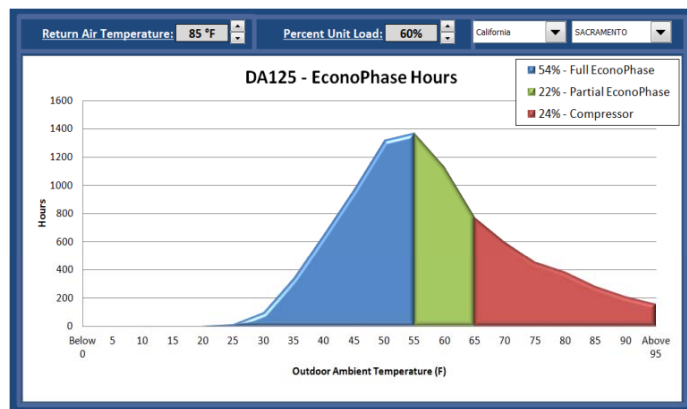 Return Air Temperature: 85 °F Percent Unit Load: 60% California SACRAMENTO
DA125 - EconoPhase Hours
54% - Full EconoPhase
22% - Partial EconoPhase
24% - Compressor
1600
1400
1200
1000
800
600
400
200
0
Hours
Below 0 5 10 15 20 25 30 35 40 45 50 55 60 65 70 75 80 85 90 Above 95
Outdoor Ambient Temperature (F)